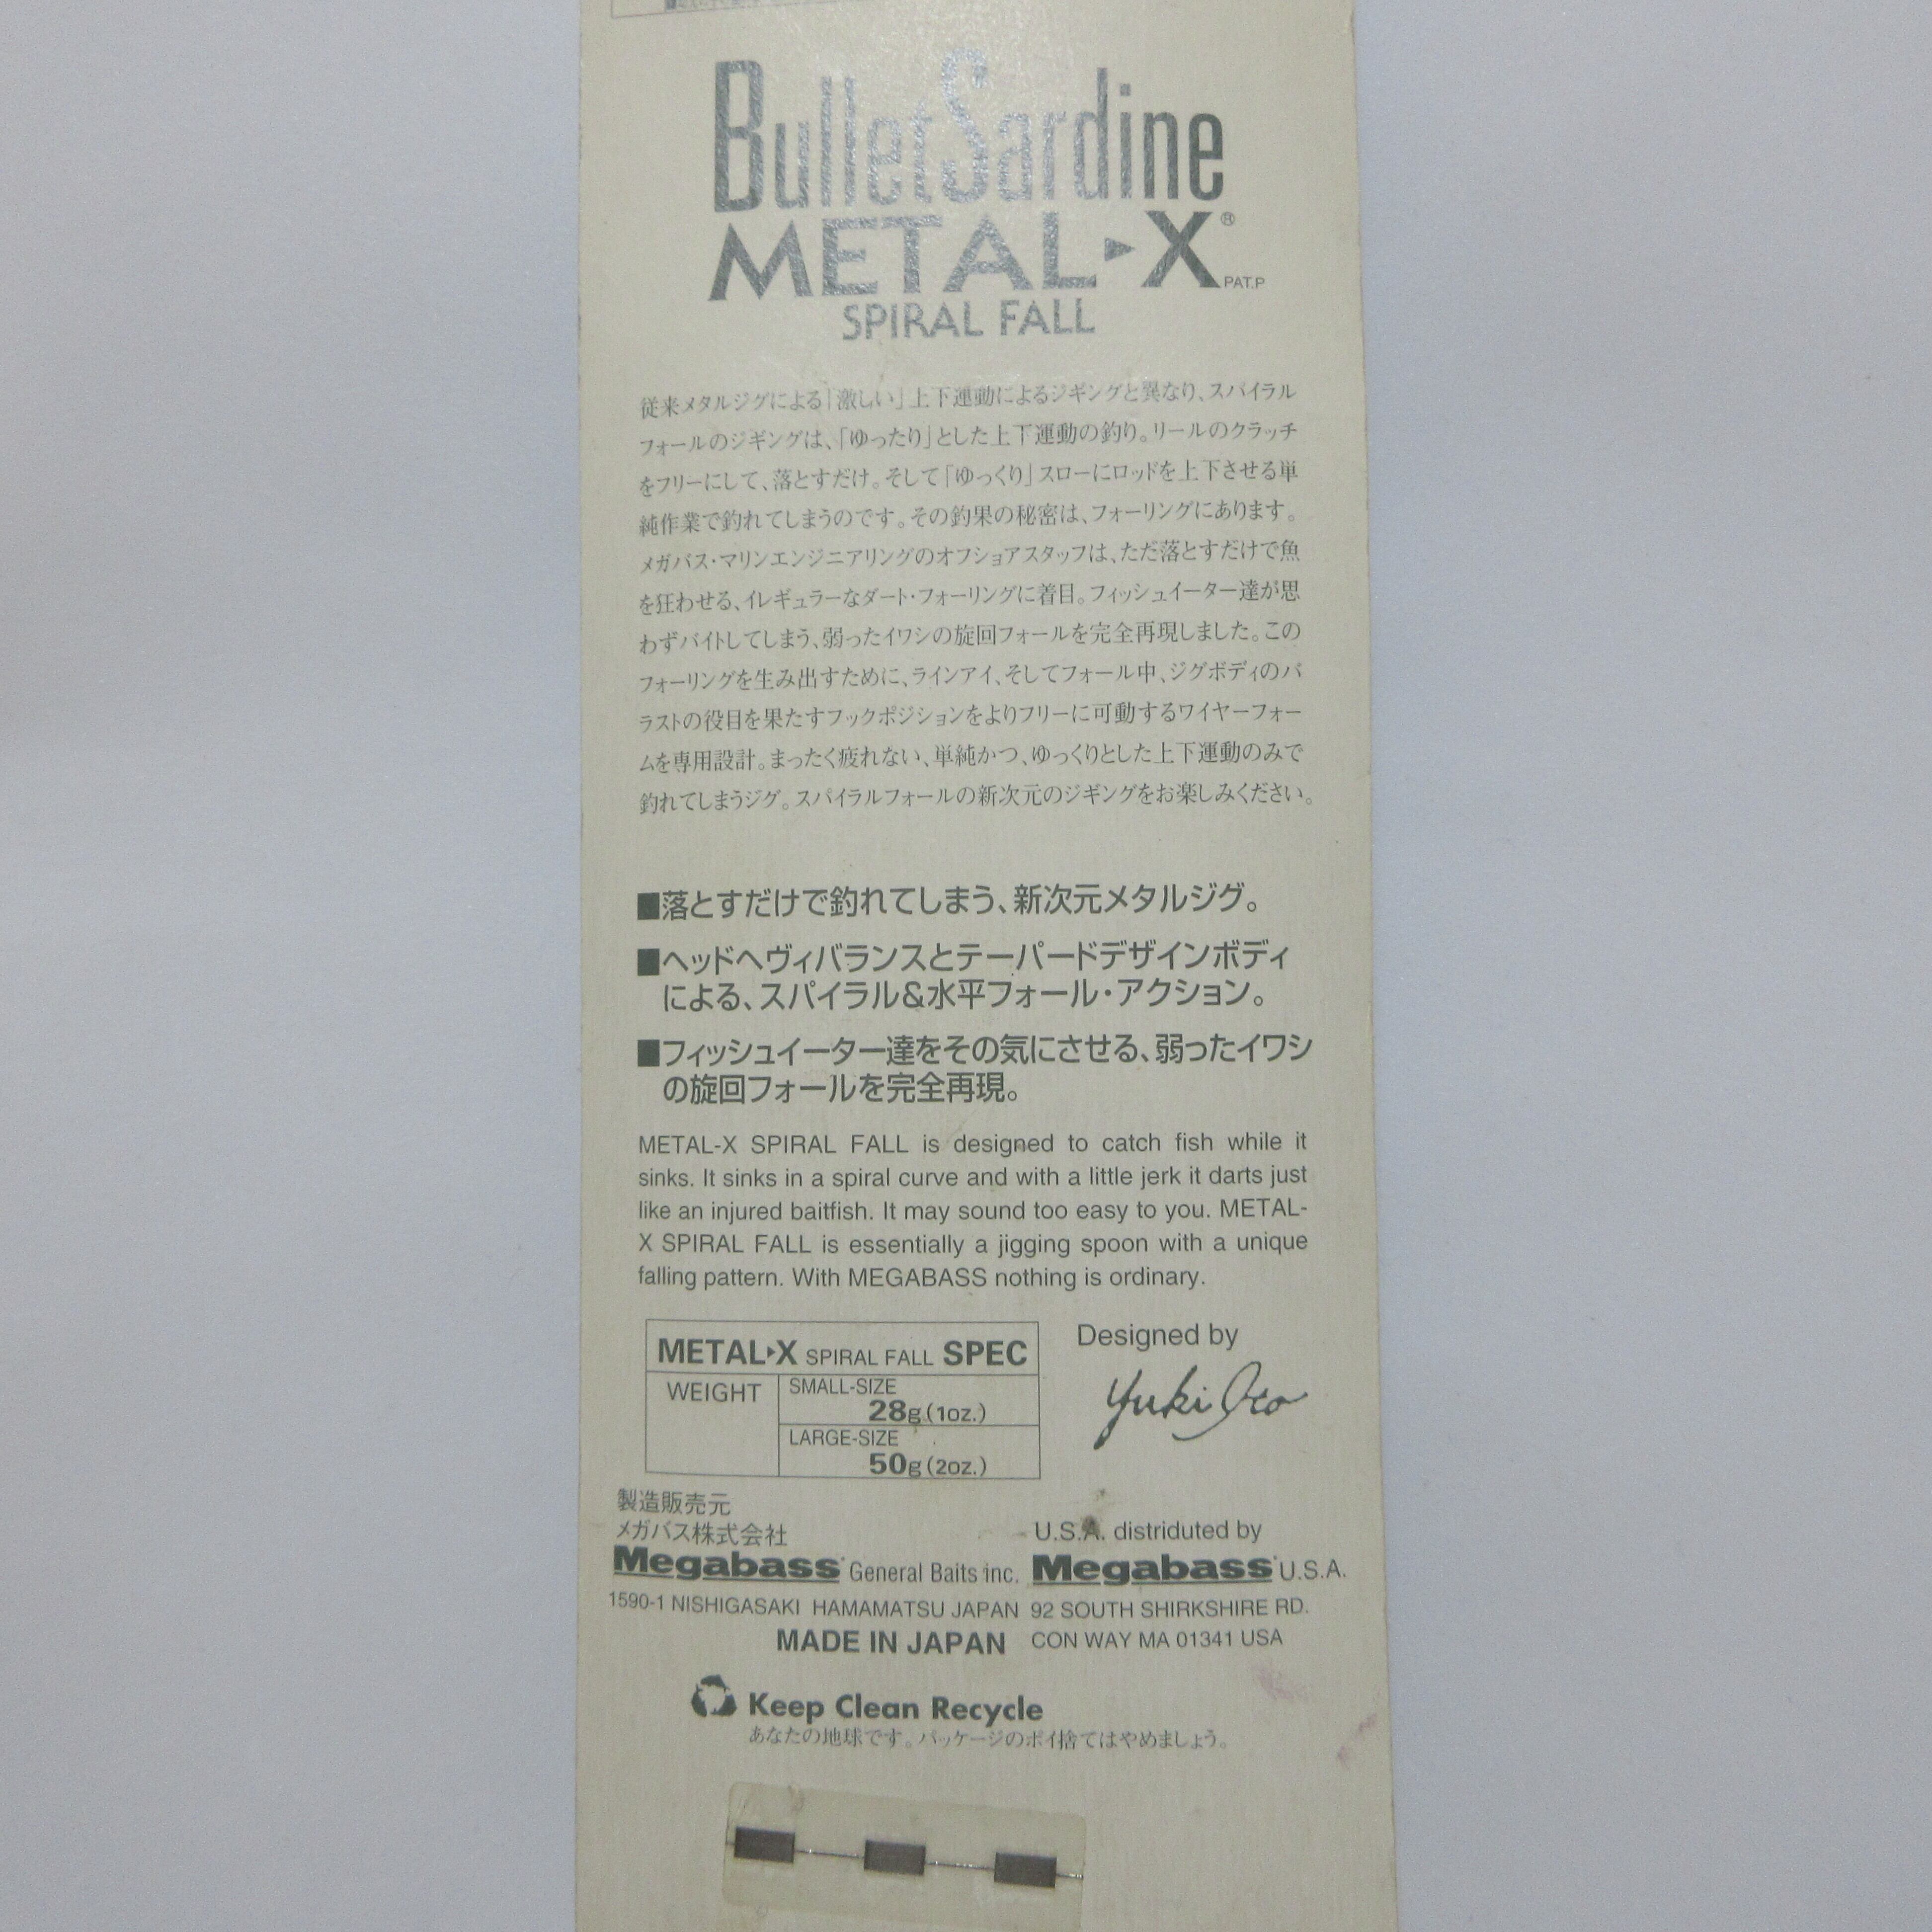 Bullet Sardine
METAL▶X®
PAT.P
SPIRAL FALL
従来メタルジグによる「激しい」上下運動によるジギングと異なり、スパイラル
フォールのジギングは、「ゆったり」とした上下運動の釣り。リールのクラッチ
をフリーにして、落とすだけ。そして「ゆっくり」スローにロッドを上下させる単
純作業で釣れてしまうのです。その釣果の秘密は、フォーリングにあります。
メガバス・マリンエンジニアリングのオフショアスタッフは、ただ落とすだけで魚
を狂わせる、イレギュラーなダート・フォーリングに着目。フィッシュイーター達が思
わずバイトしてしまう、弱ったイワシの旋回フォールを完全再現しました。この
フォーリングを生み出すために、ラインアイ、そしてフォール中、ジグボディのバ
ラストの役目を果たすフックポジションをよりフリーに可動するワイヤーフォー
ムを専用設計。まったく疲れない、単純かつ、ゆっくりとした上下運動のみで
釣れてしまうジグ。スパイラルフォールの新次元のジギングをお楽しみください。
■落とすだけで釣れてしまう、新次元メタルジグ。
■ヘッドヘヴィバランスとテーパードデザインボディ
による、スパイラル&水平フォール・アクション。
■フィッシュイーター達をその気にさせる、弱ったイワシ
の旋回フォールを完全再現。
METAL-X SPIRAL FALL is designed to catch fish while it
sinks. It sinks in a spiral curve and with a little jerk it darts just
like an injured baitfish. It may sound too easy to you. METAL-
X SPIRAL FALL is essentially a jigging spoon with a unique
falling pattern. With MEGABASS nothing is ordinary.
METAL▶X SPIRAL FALL SPEC
WEIGHT
SMALL-SIZE
28g(1oz.)
LARGE-SIZE
50g(2oz.)
Designed by
Yuki Ito
製造販売元
メガバス株式会社
Megabass General Baits inc.
1590-1 NISHIGASAKI HAMAMATSU JAPAN
MADE IN JAPAN
U.S.A. distriduted by
Megabass U.S.A.
92 SOUTH SHIRKSHIRE RD.
CON WAY MA 01341 USA
Keep Clean Recycle
あなたの地球です。パッケージのポイ捨てはやめましょう。